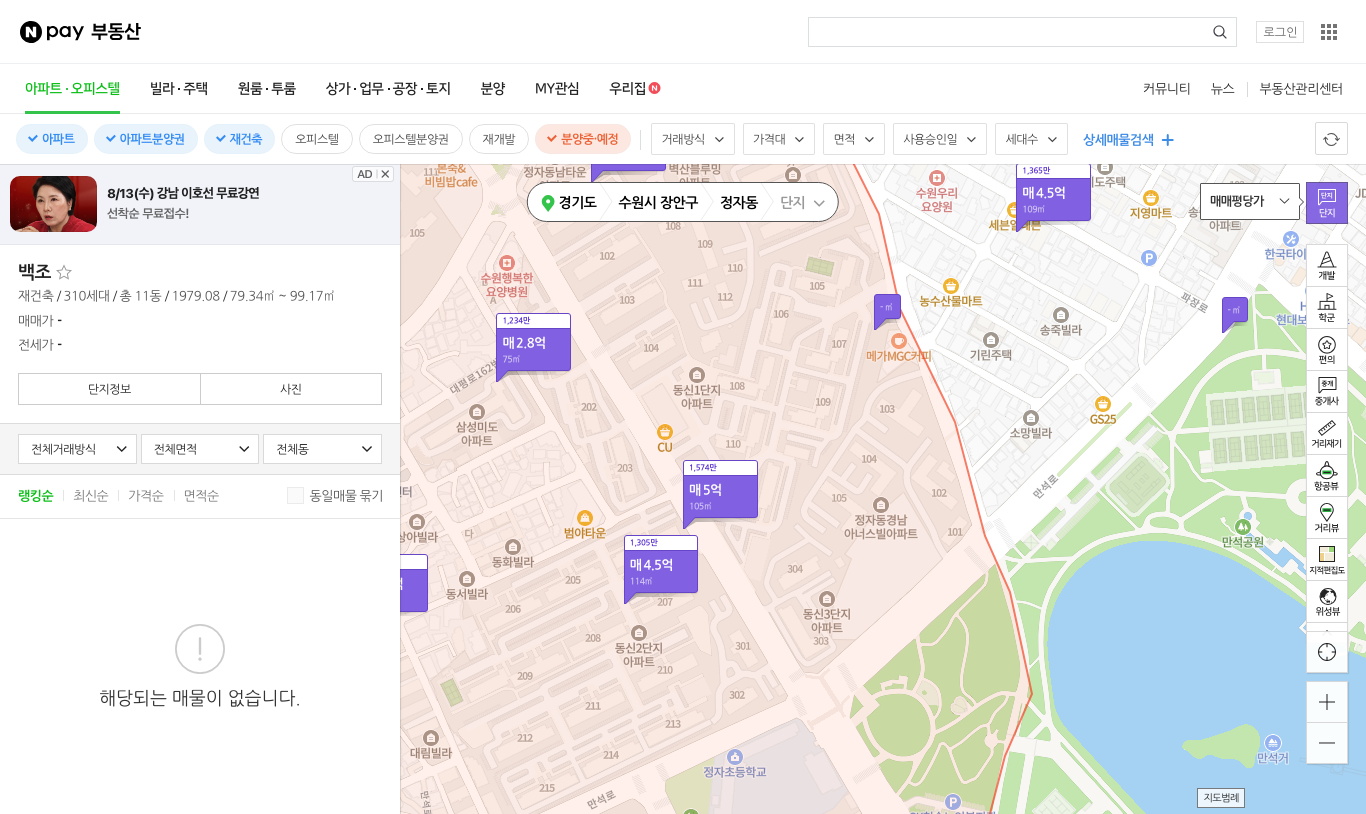 N pay 부동산
로그인
아파트 · 오피스텔 빌라 · 주택 원룸 · 투룸 상가 · 업무 · 공장 · 토지 분양 MY관심 우리집 N
커뮤니티 뉴스 부동산관리센터
아파트 아파트분양권 재건축 오피스텔 오피스텔분양권 재개발 분양중·예정 거래방식 가격대 면적 사용승인일 세대수 상세매물검색
AD
8/13(수) 강남 이호선 무료강연
선착순 무료접수!
백조
재건축 / 310세대 / 총 11동 / 1979.08 / 79.34㎡ ~ 99.17㎡
매매가 -
전세가 -
단지정보 사진
전체거래방식 전체면적 전체동
랭킹순 최신순 가격순 면적순 동일매물 묶기
해당되는 매물이 없습니다.
경기도 수원시 장안구 정자동 단지
매매평당가
단지
단지
개발
학군
편의
중개
중개사
거리재기
항공뷰
거리뷰
지적편집도
위성뷰
지도범례
본죽&
비빔밥cafe
정자동남타운
벽산블루밍
아파트
수원우리
요양원
1,365만
매 4.5억
109㎡
세븐일레븐
도주택
지영마트
아파트
한국타이
P
105
108
109
102
110
수원행복한
요양병원
A
103
111
112
105
106
농수산물마트
- ㎡
- ㎡
파장로
현대보
송죽빌라
기린주택
메가MGC커피
1,234만
매 2.8억
75㎡
대평로162번
104
107
동신1단지
아파트
108
109
103
202
삼성미도
아파트
CU
110
GS25
소망빌라
203
1,574만
매 5억
105㎡
105
102
만석로
센터
정자동경남
아너스빌아파트
101
범야타운
삼아빌라
다
동화빌라
만석공원
1,305만
매 4.5억
114㎡
동서빌라
205
304
206
207
동신3단지
아파트
303
208
동신2단지
아파트
210
209
302
211
213
212
대림빌라
214
정자초등학교
215
만석로
만석로
P
만석거